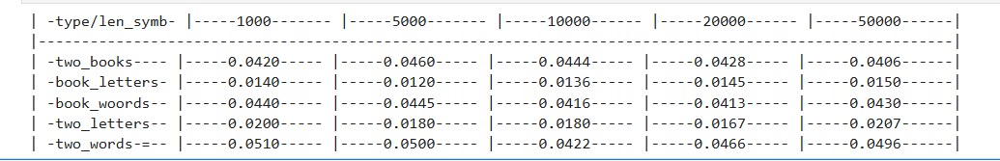 | -type/len_symb- |-----1000------- |-----5000------- |-----10000------- |-----20000------- |-----50000------|
|----------------------------------------------------------------------------------------------------------------|
| -two_books---- |-----0.0420----- |-----0.0460----- |-----0.0444----- |-----0.0428----- |-----0.0406------|
| -book_letters- |-----0.0140----- |-----0.0120----- |-----0.0136----- |-----0.0145----- |-----0.0150------|
| -book_woords-- |-----0.0440----- |-----0.0445----- |-----0.0416----- |-----0.0413----- |-----0.0430------|
| -two_letters-- |-----0.0200----- |-----0.0180----- |-----0.0180----- |-----0.0167----- |-----0.0207------|
| -two_words-=-- |-----0.0510----- |-----0.0500----- |-----0.0422----- |-----0.0466----- |-----0.0496------|